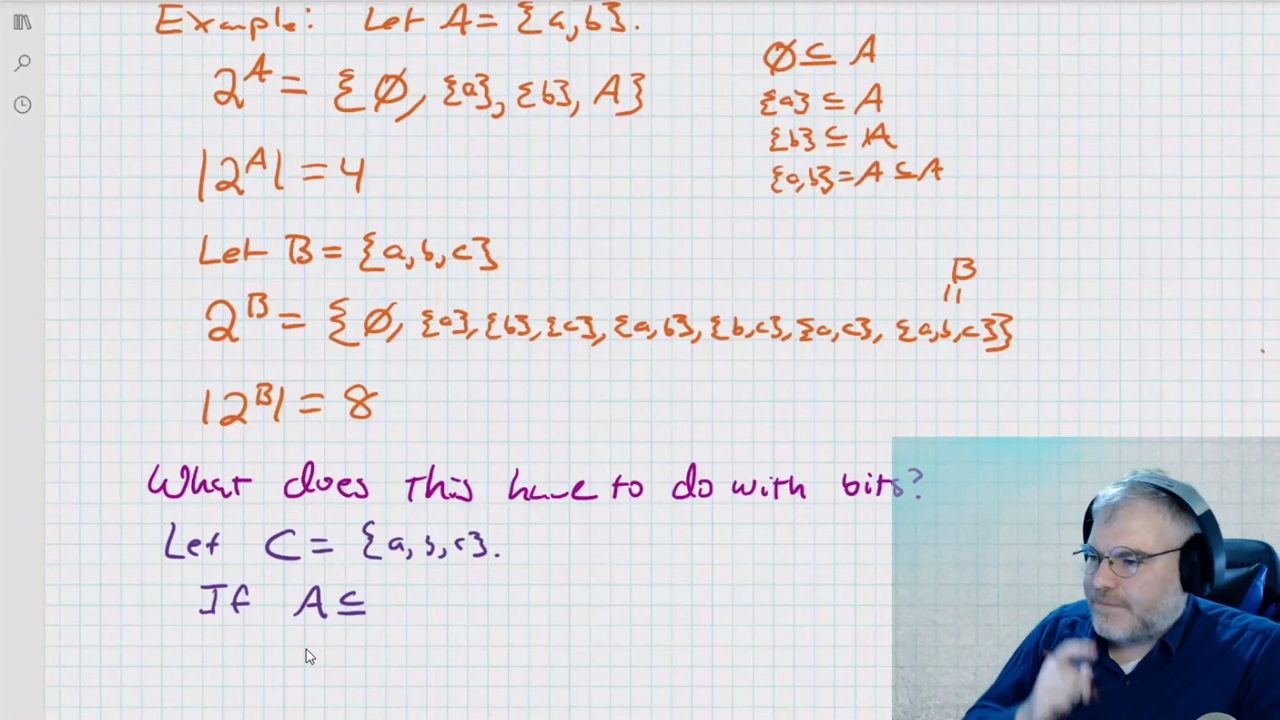 Example: Let A = {a,b}.
2^A = {∅, {a}, {b}, A}
|2^A| = 4
∅ ⊆ A
{a} ⊆ A
{b} ⊆ A
{a,b} = A ⊆ A
Let B = {a,b,c}
B
=
2^B = {∅, {a}, {b}, {c}, {a,b}, {b,c}, {a,c}, {a,b,c}}
|2^B| = 8
What does this have to do with bits?
Let C = {a,b,c}.
If A ⊆